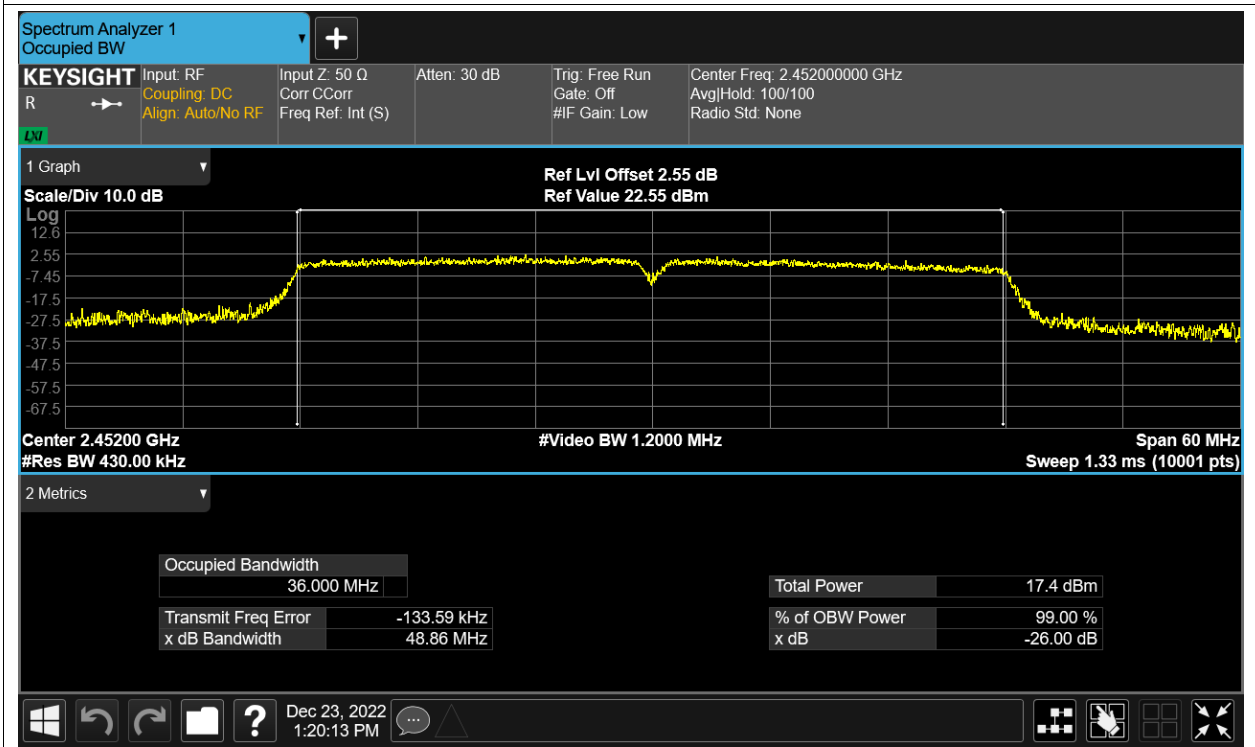 Spectrum Analyzer 1
Occupied BW
KEYSIGHT
R
LXI
Input: RF
Coupling: DC
Align: Auto/No RF
Input Z: 50 Ω
Corr CCorr
Freq Ref: Int (S)
Atten: 30 dB
Trig: Free Run
Gate: Off
#IF Gain: Low
Center Freq: 2.452000000 GHz
Avg|Hold: 100/100
Radio Std: None
1 Graph
Scale/Div 10.0 dB
Ref Lvl Offset 2.55 dB
Ref Value 22.55 dBm
Log
12.6
2.55
-7.45
-17.5
-27.5
-37.5
-47.5
-57.5
-67.5
Center 2.45200 GHz
#Res BW 430.00 kHz
#Video BW 1.2000 MHz
Span 60 MHz
Sweep 1.33 ms (10001 pts)
2 Metrics
Occupied Bandwidth
36.000 MHz
Transmit Freq Error -133.59 kHz
x dB Bandwidth 48.86 MHz
Total Power 17.4 dBm
% of OBW Power 99.00 %
x dB -26.00 dB
?
Dec 23, 2022
1:20:13 PM